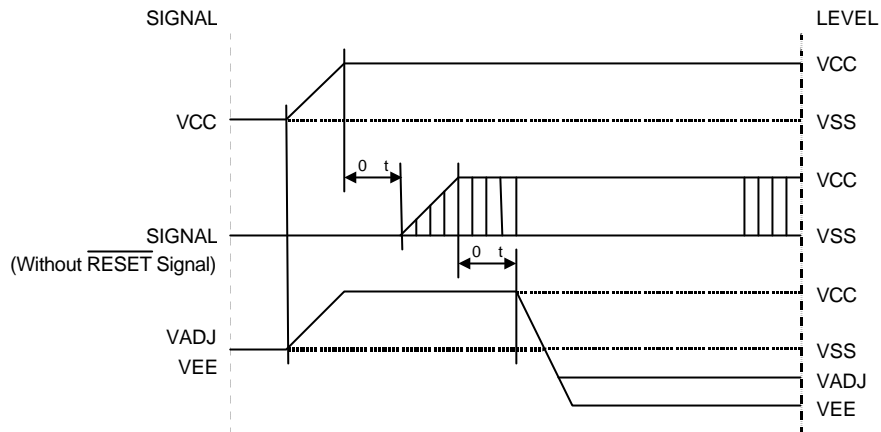 SIGNAL LEVEL
VCC
VCC VSS
0 t
VCC
SIGNAL VSS
(Without RESET Signal)
0 t
VCC
VADJ VSS
VEE
VADJ
VEE